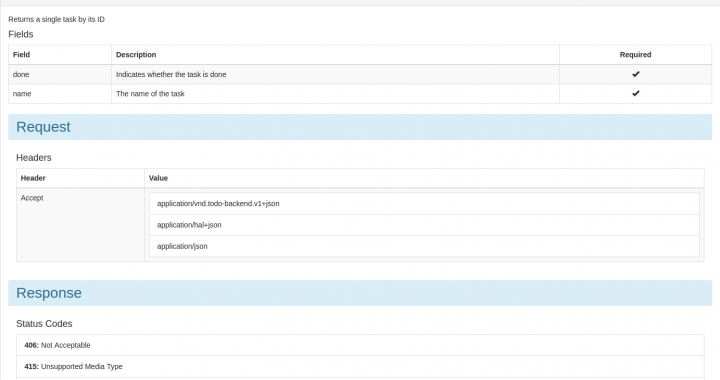 Returns a single task by its ID
Fields
Field Description Required
done Indicates whether the task is done ✔
name The name of the task ✔
Request
Headers
Header Value
Accept application/vnd.todo-backend.v1+json
application/hal+json
application/json
Response
Status Codes
406: Not Acceptable
415: Unsupported Media Type